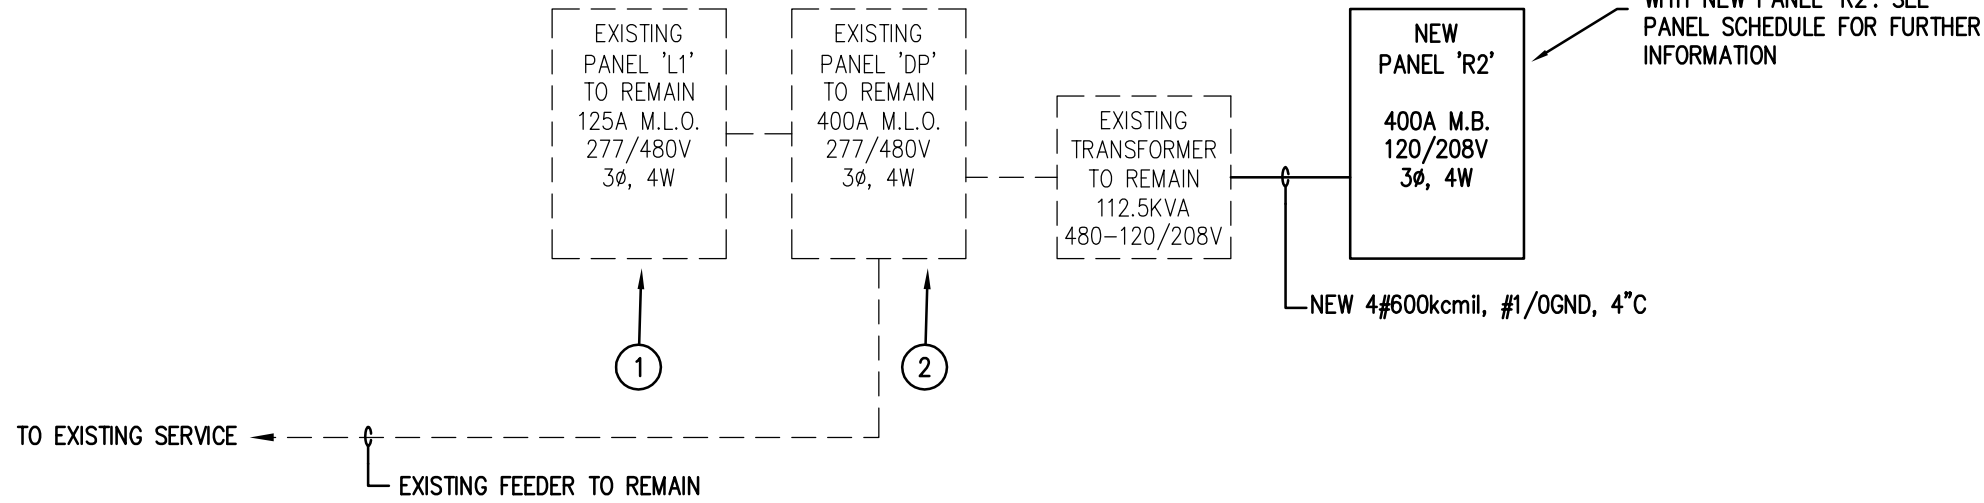 EXISTING
PANEL 'L1'
TO REMAIN
125A M.L.O.
277/480V
3ø, 4W
EXISTING
PANEL 'DP'
TO REMAIN
400A M.L.O.
277/480V
3ø, 4W
EXISTING
TRANSFORMER
TO REMAIN
112.5KVA
480-120/208V
NEW
PANEL 'R2'
400A M.B.
120/208V
3ø, 4W
WITH NEW PANEL 'R2'. SEE
PANEL SCHEDULE FOR FURTHER
INFORMATION
NEW 4#600kcmil, #1/0GND, 4"C
1
2
TO EXISTING SERVICE
EXISTING FEEDER TO REMAIN